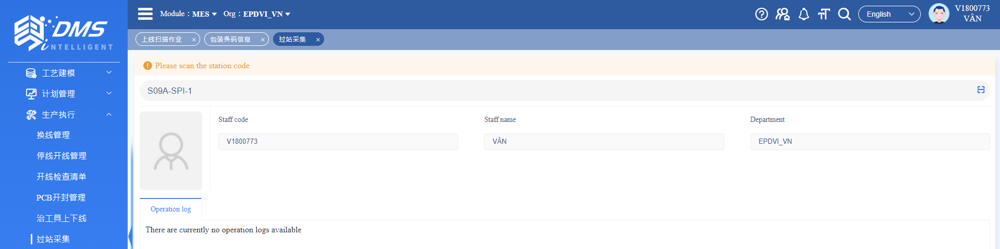 DMS
iNTELLIGENT
Module : MES Org : EPDVI_VN
English
V1800773
VÂN
上线扫描作业 ×
包装条码信息 ×
过站采集 ×
工艺建模
计划管理
生产执行
换线管理
停线开线管理
开线检查清单
PCB开封管理
治工具上下线
过站采集
Please scan the station code
S09A-SPI-1
Staff code
V1800773
Staff name
VÂN
Department
EPDVI_VN
Operation log
There are currently no operation logs available